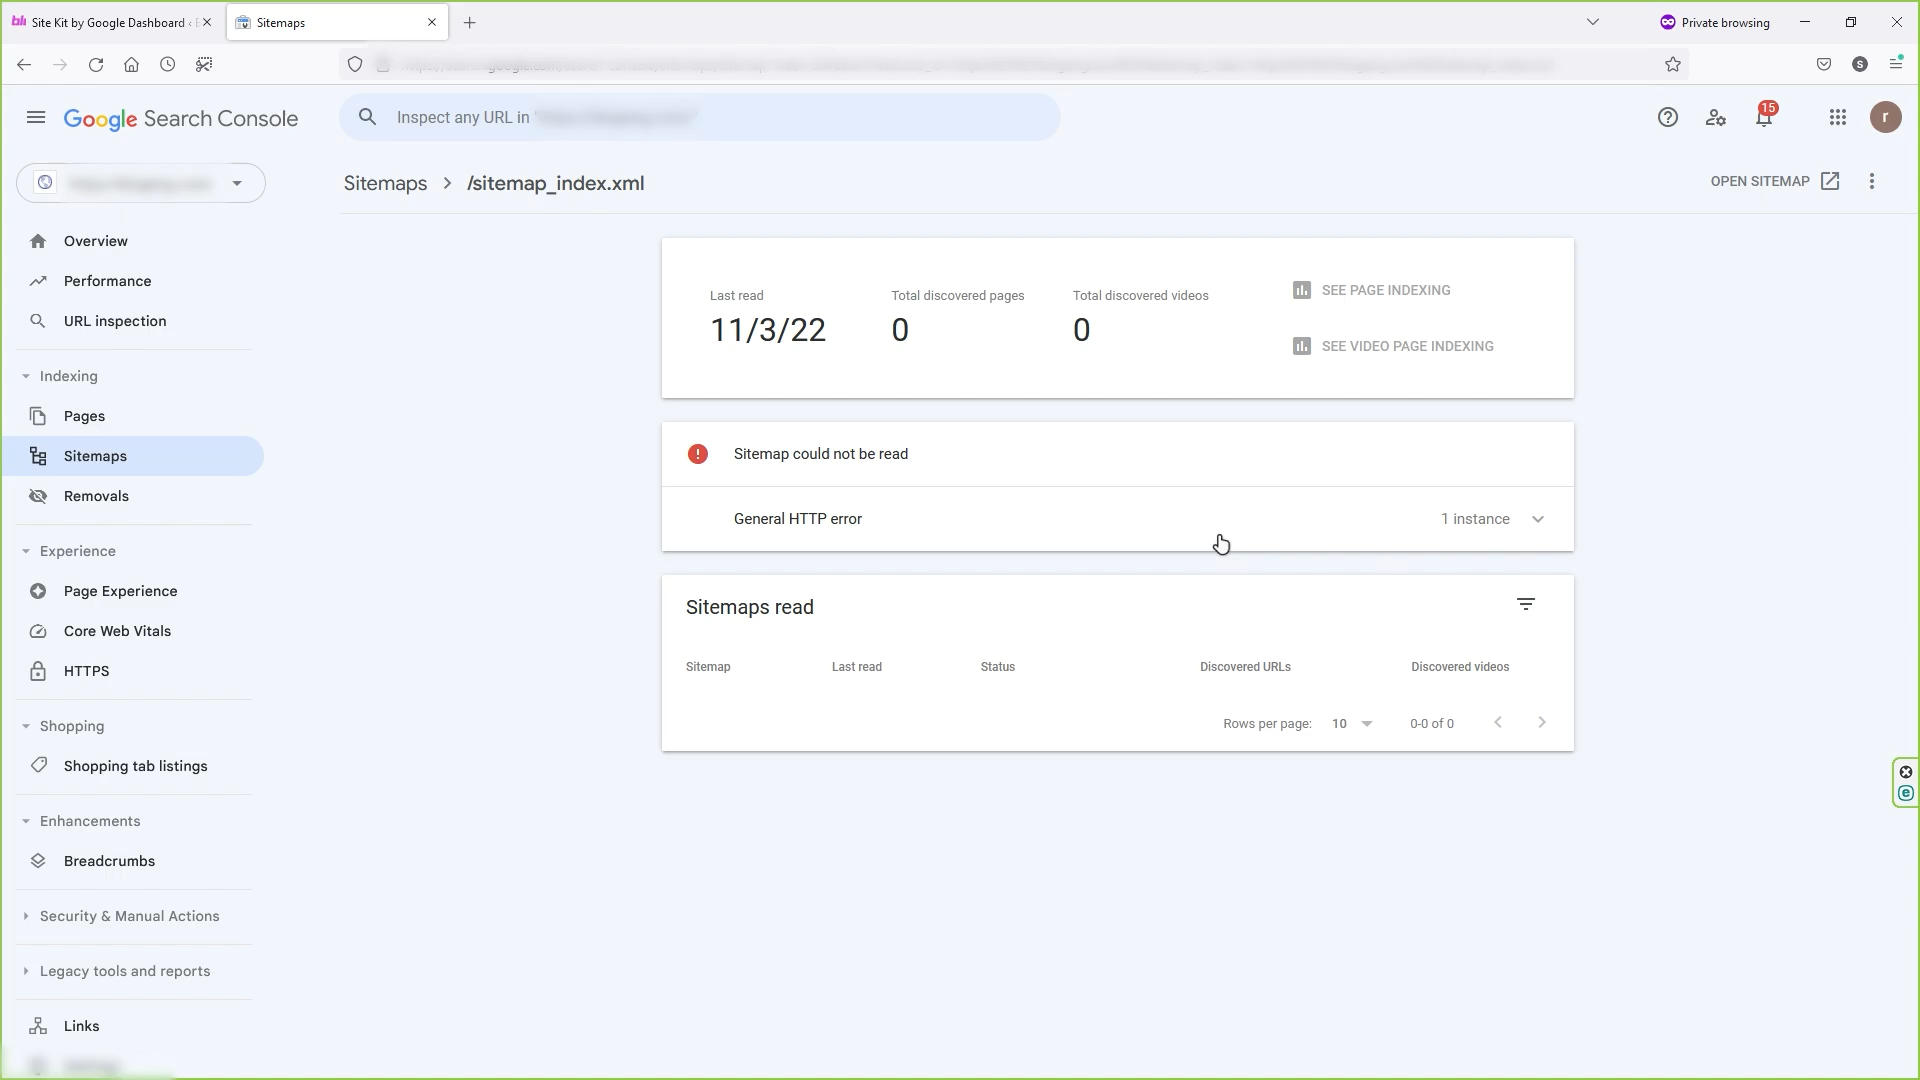 Site Kit by Google Dashboard
Sitemaps
Private browsing
Google Search Console
Inspect any URL in
15
r
S
Sitemaps > /sitemap_index.xml
OPEN SITEMAP
Overview
Performance
URL inspection
Indexing
Pages
Sitemaps
Removals
Experience
Page Experience
Core Web Vitals
HTTPS
Shopping
Shopping tab listings
Enhancements
Breadcrumbs
Security & Manual Actions
Legacy tools and reports
Links
Last read
11/3/22
Total discovered pages
0
Total discovered videos
0
SEE PAGE INDEXING
SEE VIDEO PAGE INDEXING
Sitemap could not be read
General HTTP error
1 instance
Sitemaps read
Sitemap Last read Status Discovered URLs Discovered videos
Rows per page: 10 0-0 of 0